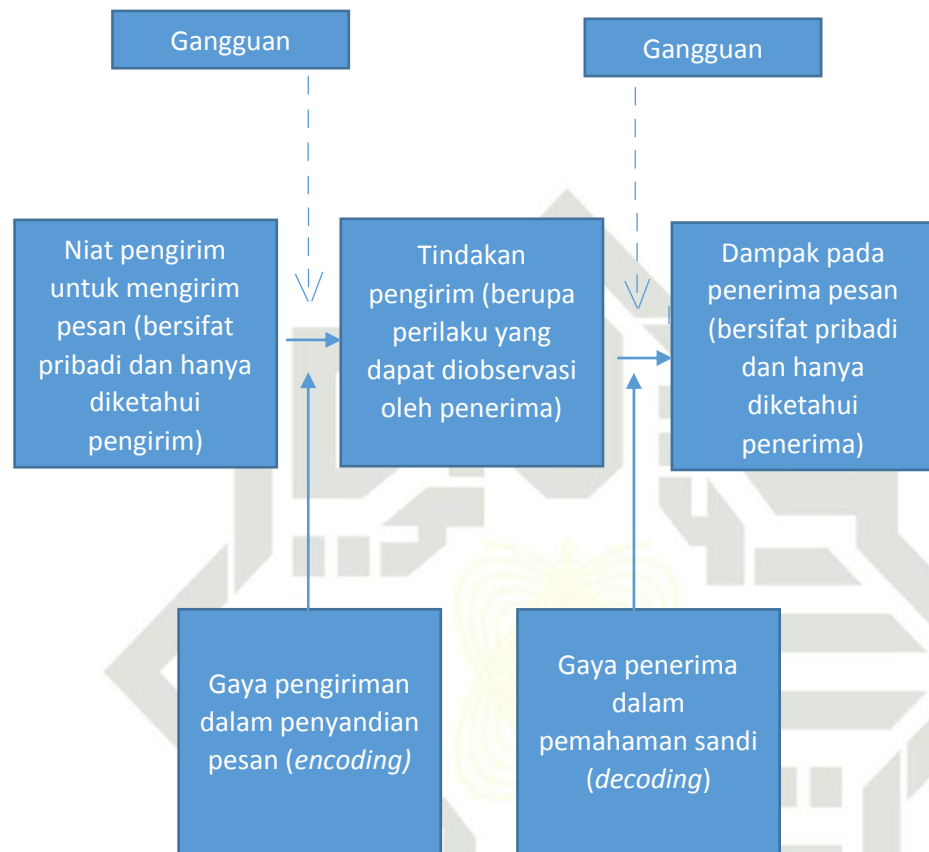 Gangguan
Gangguan
Niat pengirim
untuk mengirim
pesan (bersifat
pribadi dan hanya
diketahui
pengirim)
Tindakan
pengirim (berupa
perilaku yang
dapat diobservasi
oleh penerima)
Dampak pada
penerima pesan
(bersifat pribadi
dan hanya
diketahui
penerima)
Gaya pengiriman
dalam penyandian
pesan (encoding)
Gaya penerima
dalam
pemahaman sandi
(decoding)